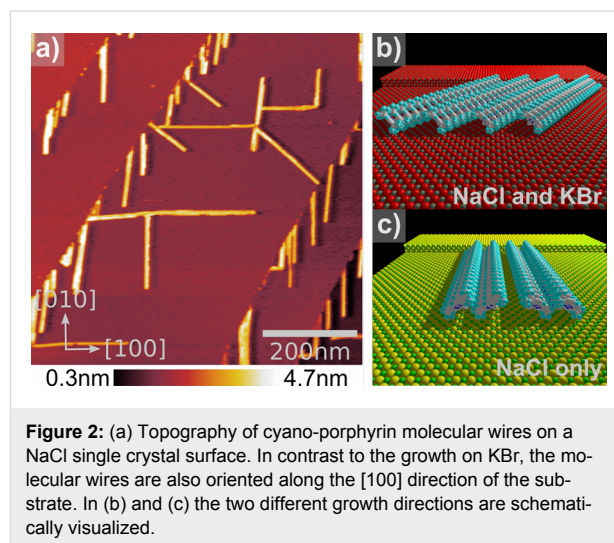 a)
[010]
[100]
200nm
0.3nm
4.7nm
b)
NaCl and KBr
c)
NaCl only
Figure 2: (a) Topography of cyano-porphyrin molecular wires on a
NaCl single crystal surface. In contrast to the growth on KBr, the mo-
lecular wires are also oriented along the [100] direction of the sub-
strate. In (b) and (c) the two different growth directions are schemat-
ically visualized.